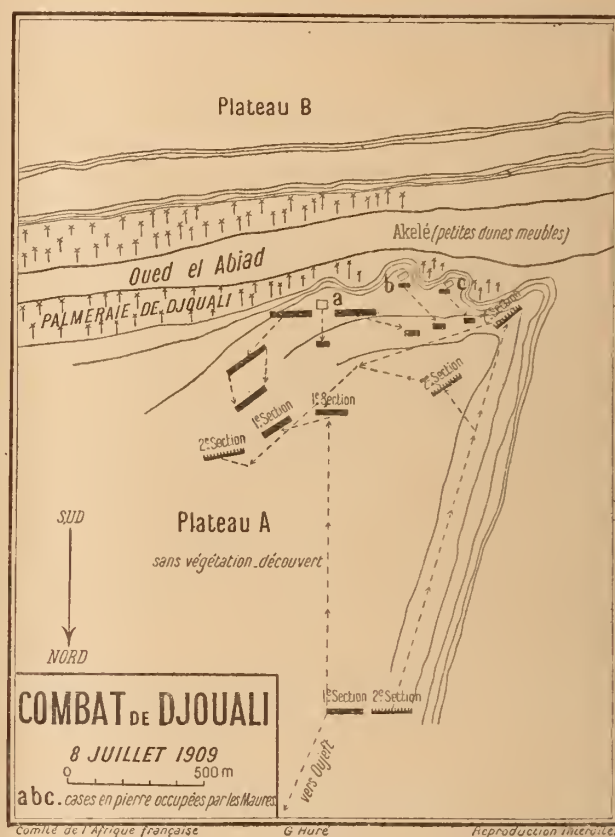 Plateau B
Akelé (petites dunes meubles)
Oued el Abiad
PALMERAIE DE DJOUALI
a
b
c
2e Section
2e Section
1e Section
1e Section
2e Section
Plateau A
sans végétation_découvert
SUD
NORD
1e Section 2e Section
vers Oujeft
COMBAT DE DJOUALI
8 JUILLET 1909
0 500 m
abc. cases en pierre occupées par les Maures
Comité de l'Afrique française G Huré Reproduction interdite